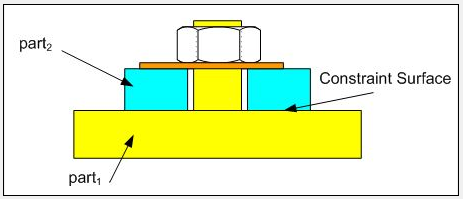 part₂
Constraint Surface
part₁